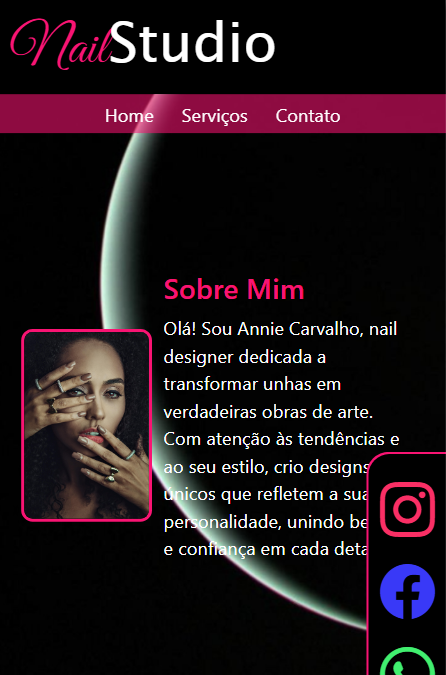 NailStudio
Home Serviços Contato
Sobre Mim
Olá! Sou Annie Carvalho, nail
designer dedicada a
transformar unhas em
verdadeiras obras de arte.
Com atenção às tendências e
ao seu estilo, crio designs
únicos que refletem a sua
personalidade, unindo be
e confiança em cada deta